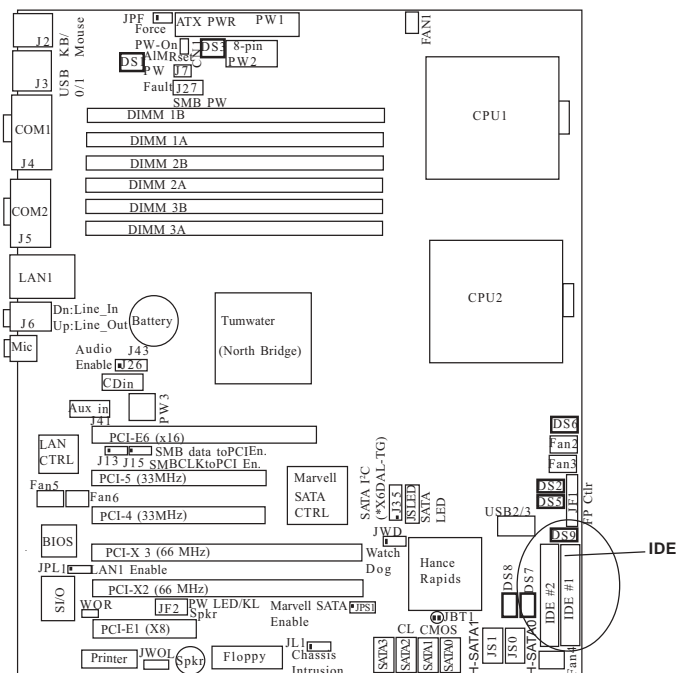 JPF
Force
PW-On
ATX PWR
PW1
FAN1
J2
KB/
Mouse
DS1
AlMRset
PW
Fault
DS3
8-pin
PW2
J7
J27
SMB PW
J3
USB
0/1
DIMM 1B
DIMM 1A
DIMM 2B
DIMM 2A
DIMM 3B
DIMM 3A
CPU1
COM1
J4
COM2
J5
CPU2
LAN1
Dn:Line_In
Up:Line_Out
J6
Mic
Battery
Tumwater
(North Bridge)
Audio
Enable
J43
J26
CDin
Aux in
J41
PW3
PCI-E6 (x16)
LAN
CTRL
SMB data toPCIEn.
J13
J15
SMBCLKtoPCI En.
PCI-5 (33MHz)
Fan5
Fan6
PCI-4 (33MHz)
Marvell
SATA
CTRL
SATA I²C
(*X6DAL-TG)
J35
JSLED
SATA
LED
DS6
Fan2
Fan3
DS2
DS5
JF1
FP Ctlr
USB2/3
DS9
IDE
BIOS
PCI-X 3 (66 MHz)
JWD
Watch
Dog
Hance
Rapids
JPL1
LAN1 Enable
SI/O
PCI-X2 (66 MHz)
WOR
JF2
PW LED/KL
Spkr
Marvell SATA
Enable
JPS1
DS8
DS7
IDE #2
IDE #1
PCI-E1 (X8)
JBT1
CL CMOS
JL1
Chassis
Intrusion
Printer
JWOL
Spkr
Floppy
SATA3
SATA2
SATA1
SATA0
H-SATA1
JS1
JS0
H-SATA0
Fan4